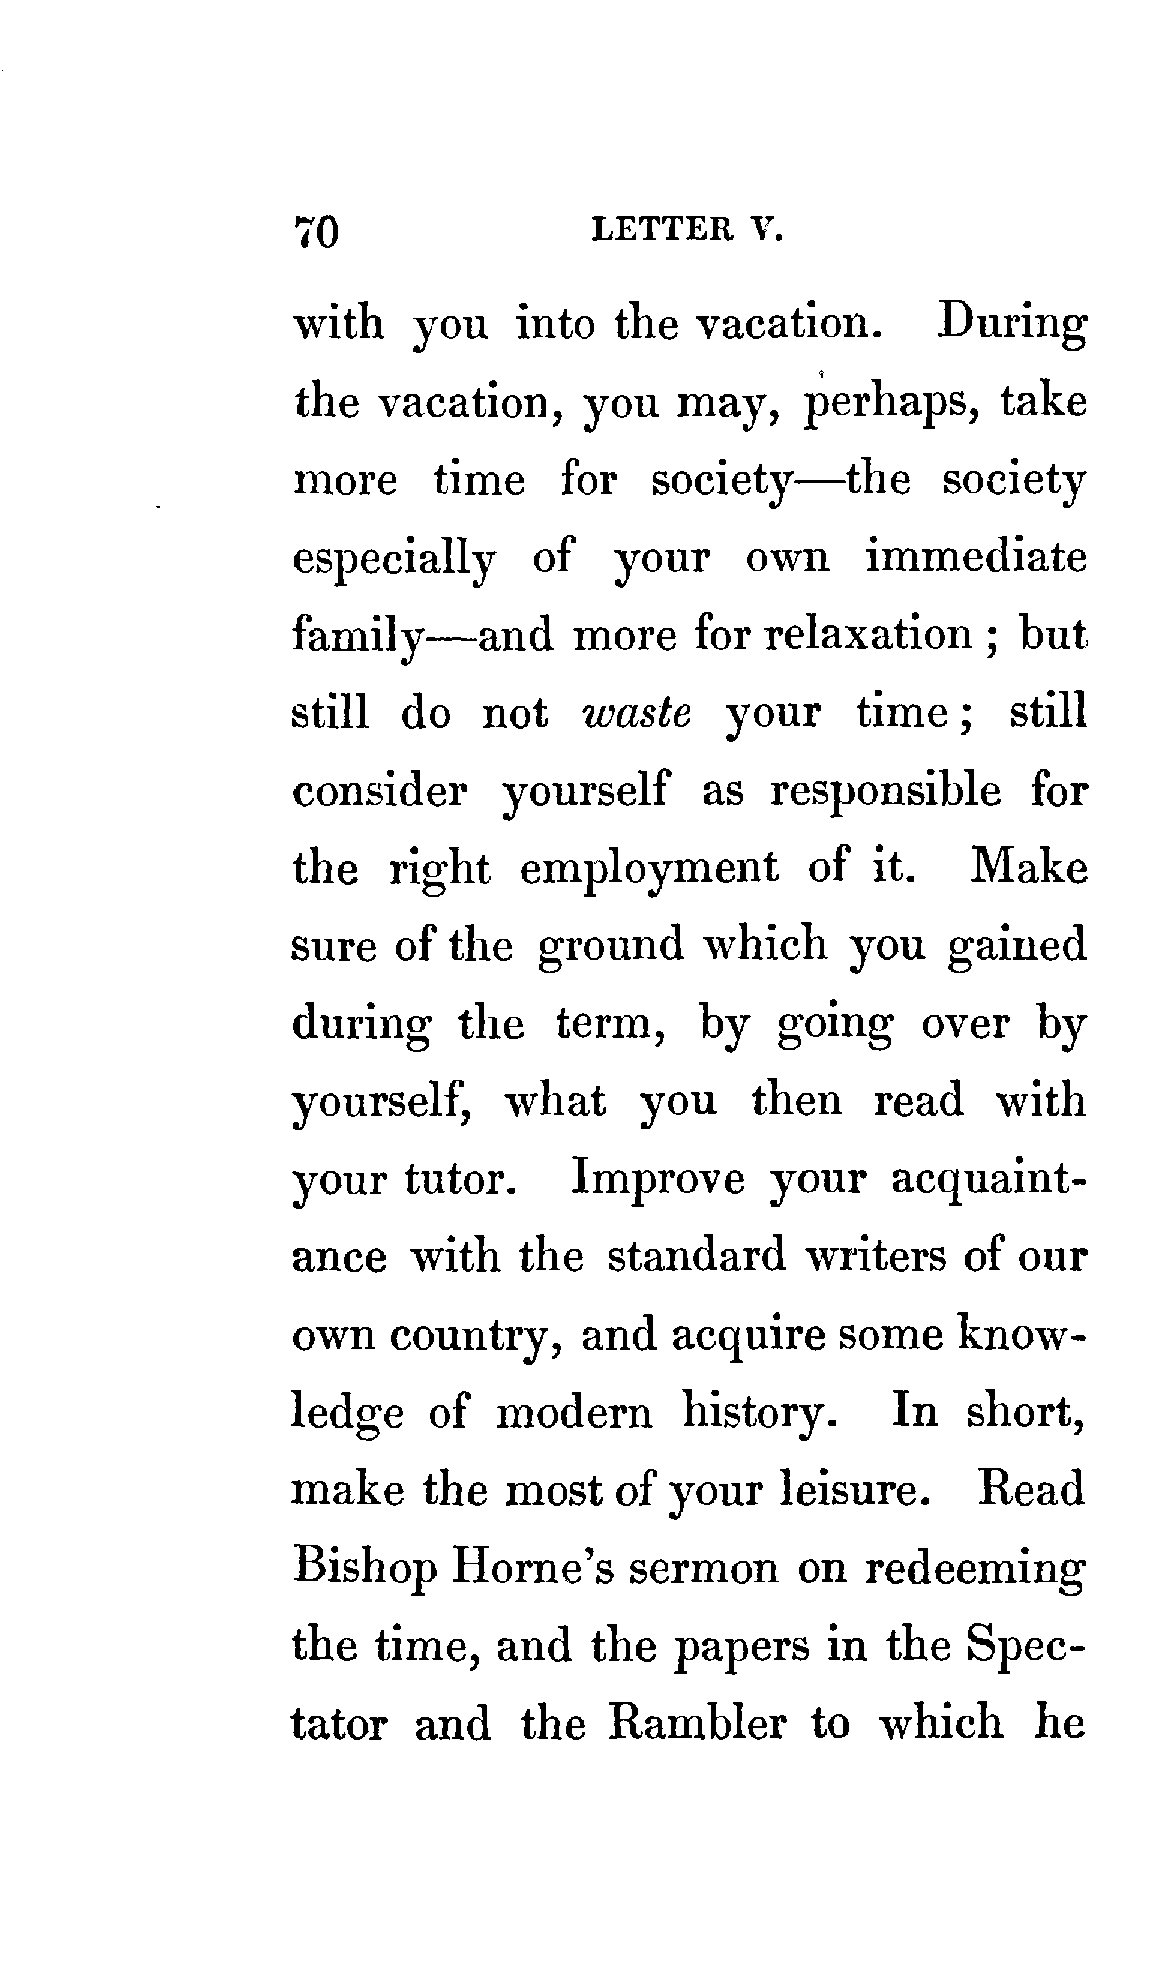 70 LETTER V.
with you into the vacation. During
the vacation, you may, perhaps, take
more time for society—the society
especially of your own immediate
family—and more for relaxation ; but
still do not waste your time ; still
consider yourself as responsible for
the right employment of it. Make
sure of the ground which you gained
during the term, by going over by
yourself, what you then read with
your tutor. Improve your acquaint-
ance with the standard writers of our
own country, and acquire some know-
ledge of modern history. In short,
make the most of your leisure. Read
Bishop Horne's sermon on redeeming
the time, and the papers in the Spec-
tator and the Rambler to which he